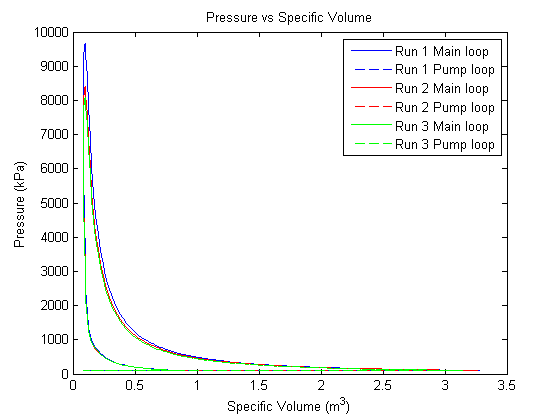 Pressure vs Specific Volume
10000
9000
8000
7000
6000
5000
4000
3000
2000
1000
0
Pressure (kPa)
Run 1 Main loop
Run 1 Pump loop
Run 2 Main loop
Run 2 Pump loop
Run 3 Main loop
Run 3 Pump loop
0 0.5 1 1.5 2 2.5 3 3.5
Specific Volume (m³)